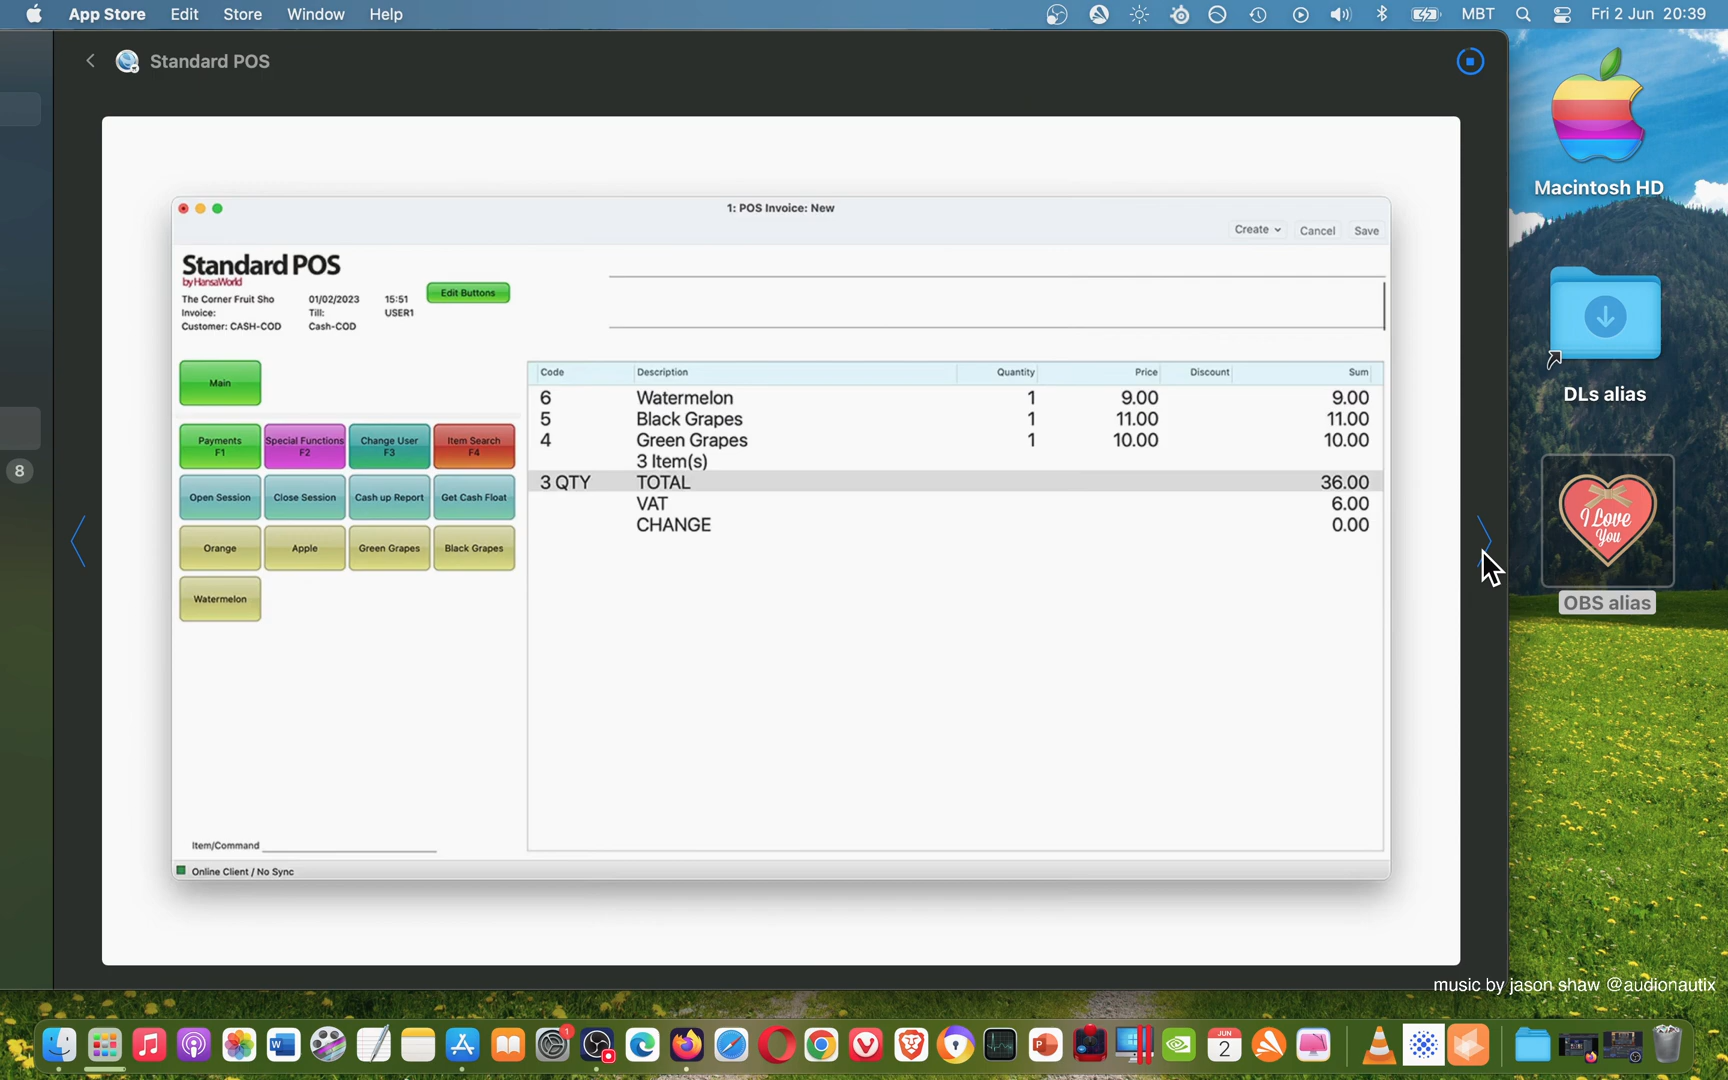 App Store Edit Store Window Help MBT Fri 2 Jun 20:39
Standard POS
Macintosh HD
DLs alias
I Love
You
OBS alias
8
1: POS Invoice: New
Create Cancel Save
Standard POS
by HansaWorld
Edit Buttons
The Corner Fruit Sho 01/02/2023 15:51
Invoice: Till: USER1
Customer: CASH-COD Cash-COD
Main
Payments F1
Special Functions F2
Change User F3
Item Search F4
Open Session Close Session Cash up Report Get Cash Float
Orange Apple Green Grapes Black Grapes
Watermelon
Code Description Quantity Price Discount Sum
6 Watermelon 1 9.00 9.00
5 Black Grapes 1 11.00 11.00
4 Green Grapes 1 10.00 10.00
3 Item(s)
3 QTY TOTAL 36.00
VAT 6.00
CHANGE 0.00
Item/Command
Online Client / No Sync
music by jason shaw @audionautix
1
JUN
2